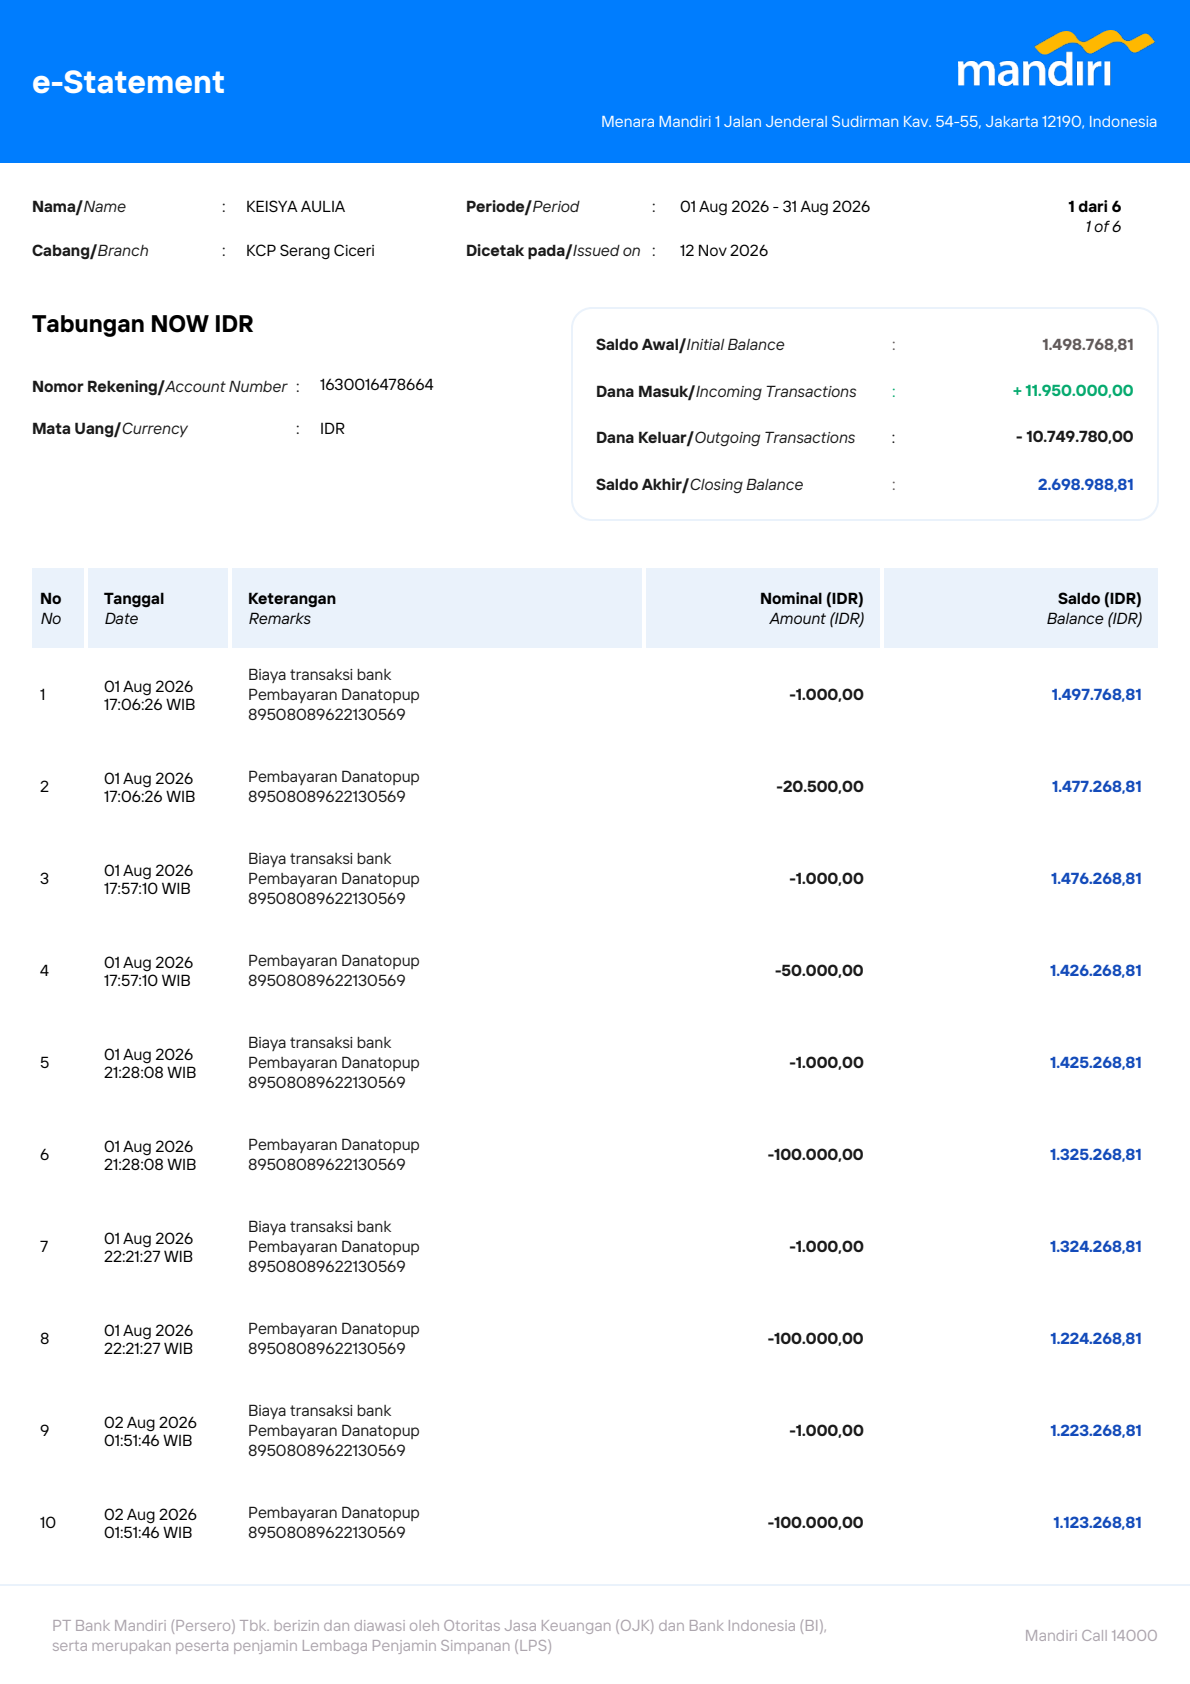 e-Statement
mandiri
Menara Mandiri 1 Jalan Jenderal Sudirman Kav. 54-55, Jakarta 12190, Indonesia
Nama/Name : KEISYA AULIA Periode/Period : 01 Aug 2026 - 31 Aug 2026 1 dari 6
1 of 6
Cabang/Branch : KCP Serang Ciceri Dicetak pada/Issued on : 12 Nov 2026
Tabungan NOW IDR
Nomor Rekening/Account Number : 1630016478664
Mata Uang/Currency : IDR
Saldo Awal/Initial Balance : 1.498.768,81
Dana Masuk/Incoming Transactions : + 11.950.000,00
Dana Keluar/Outgoing Transactions : - 10.749.780,00
Saldo Akhir/Closing Balance : 2.698.988,81
No Tanggal Keterangan Nominal (IDR) Saldo (IDR)
No Date Remarks Amount (IDR) Balance (IDR)
1 01 Aug 2026 17:06:26 WIB Biaya transaksi bank Pembayaran Danatopup 89508089622130569 -1.000,00 1.497.768,81
2 01 Aug 2026 17:06:26 WIB Pembayaran Danatopup 89508089622130569 -20.500,00 1.477.268,81
3 01 Aug 2026 17:57:10 WIB Biaya transaksi bank Pembayaran Danatopup 89508089622130569 -1.000,00 1.476.268,81
4 01 Aug 2026 17:57:10 WIB Pembayaran Danatopup 89508089622130569 -50.000,00 1.426.268,81
5 01 Aug 2026 21:28:08 WIB Biaya transaksi bank Pembayaran Danatopup 89508089622130569 -1.000,00 1.425.268,81
6 01 Aug 2026 21:28:08 WIB Pembayaran Danatopup 89508089622130569 -100.000,00 1.325.268,81
7 01 Aug 2026 22:21:27 WIB Biaya transaksi bank Pembayaran Danatopup 89508089622130569 -1.000,00 1.324.268,81
8 01 Aug 2026 22:21:27 WIB Pembayaran Danatopup 89508089622130569 -100.000,00 1.224.268,81
9 02 Aug 2026 01:51:46 WIB Biaya transaksi bank Pembayaran Danatopup 89508089622130569 -1.000,00 1.223.268,81
10 02 Aug 2026 01:51:46 WIB Pembayaran Danatopup 89508089622130569 -100.000,00 1.123.268,81
PT Bank Mandiri (Persero) Tbk. berizin dan diawasi oleh Otoritas Jasa Keuangan (OJK) dan Bank Indonesia (BI),
serta merupakan peserta penjamin Lembaga Penjamin Simpanan (LPS)
Mandiri Call 14000